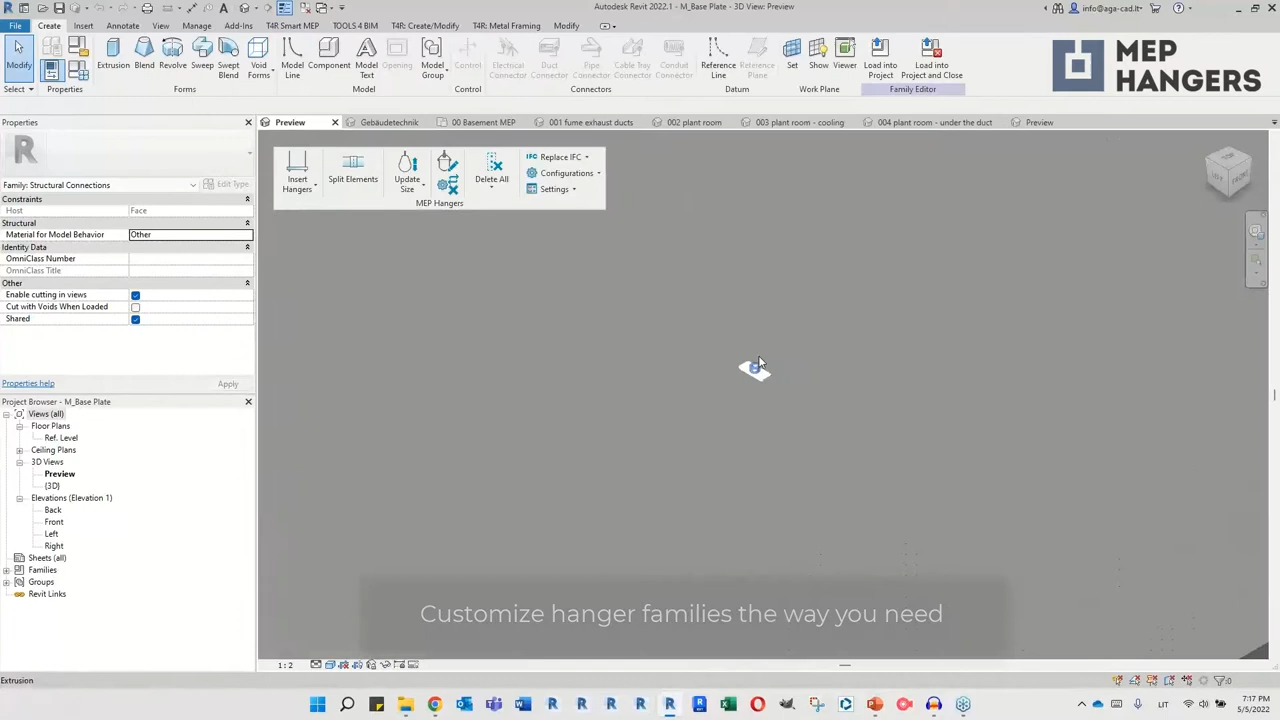 Autodesk Revit 2022.1 - M_Base Plate - 3D View: Preview
info@aga-cad.lt
File Create Insert Annotate View Manage Add-Ins T4R Smart MEP TOOLS 4 BIM T4R: Create/Modify T4R: Metal Framing Modify
Modify
Extrusion Blend Revolve Sweep Swept Blend Void Forms
Model Line Component Model Text Opening Model Group
Control
Electrical Connector Duct Connector Pipe Connector Cable Tray Connector Conduit Connector
Reference Line Reference Plane
Set Show Viewer
Load into Project Load into Project and Close
Select Properties Forms Model Control Connectors Datum Work Plane Family Editor
MEP
HANGERS
Properties
Preview Gebäudetechnik 00 Basement MEP 001 fume exhaust ducts 002 plant room 003 plant room - cooling 004 plant room - under the duct Preview
Family: Structural Connections Edit Type
Constraints
Host Face
Structural
Material for Model Behavior Other
Identity Data
OmniClass Number
OmniClass Title
Other
Enable cutting in views
Cut with Voids When Loaded
Shared
Properties help Apply
Insert Hangers Split Elements Update Size Delete All
Replace IFC
Configurations
Settings
MEP Hangers
LEFT FRONT
Project Browser - M_Base Plate
Views (all)
Floor Plans
Ref. Level
Ceiling Plans
3D Views
Preview
{3D}
Elevations (Elevation 1)
Back
Front
Left
Right
Sheets (all)
Families
Groups
Revit Links
Customize hanger families the way you need
1 : 2
Extrusion
:0
LIT
7:17 PM
5/5/2022